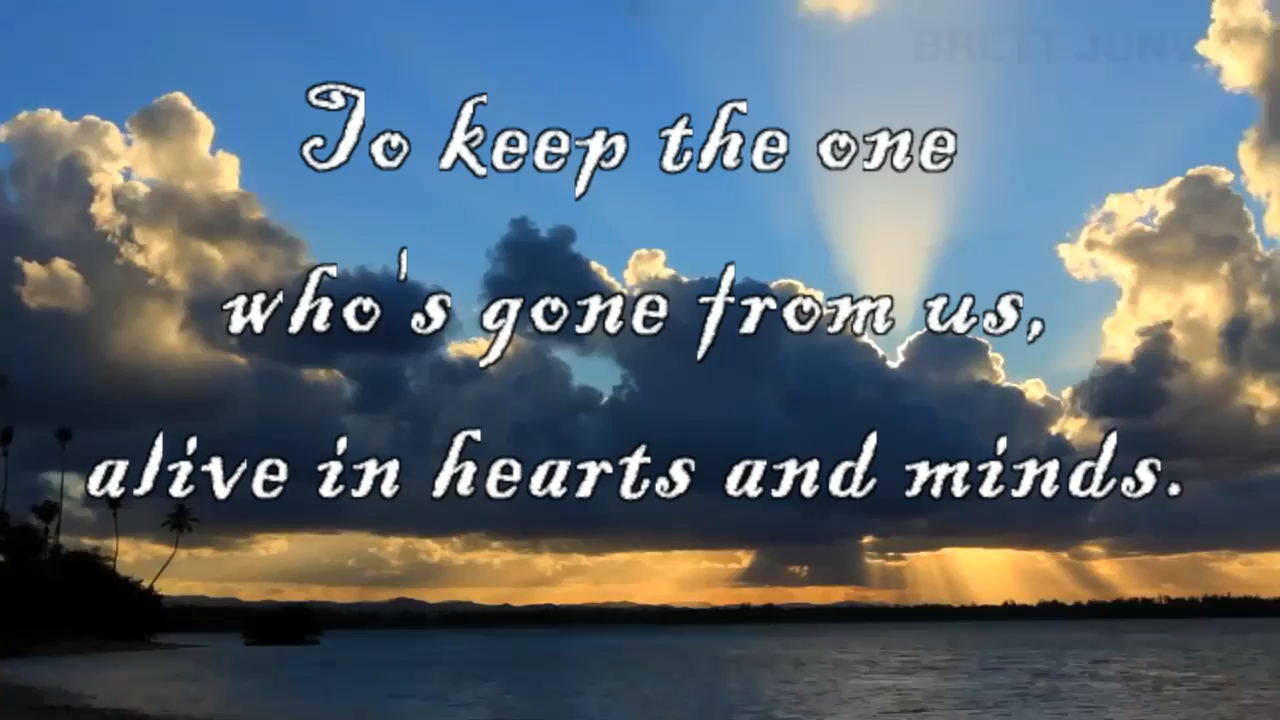 To keep the one
who's gone from us,
alive in hearts and minds.